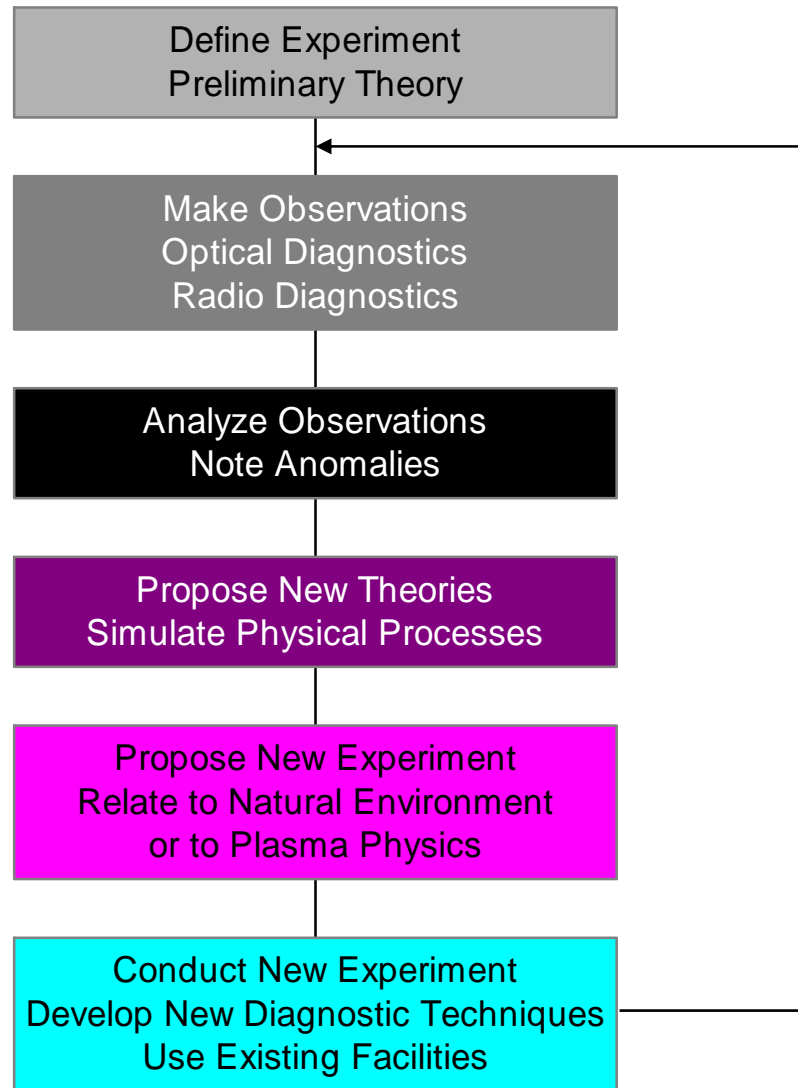 Define Experiment
Preliminary Theory
Make Observations
Optical Diagnostics
Radio Diagnostics
Analyze Observations
Note Anomalies
Propose New Theories
Simulate Physical Processes
Propose New Experiment
Relate to Natural Environment
or to Plasma Physics
Conduct New Experiment
Develop New Diagnostic Techniques
Use Existing Facilities